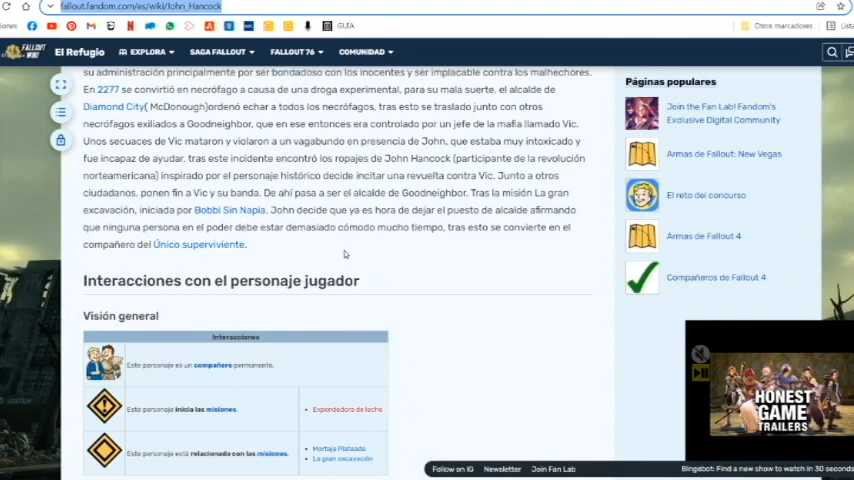 fallout.fandom.com/es/wiki/John_Hancock
GUÍA
Otros marcadores
FALLOUT WIKI
El Refugio
EXPLORA
SAGA FALLOUT
FALLOUT 76
COMUNIDAD
su administración principalmente por ser bondadoso con los inocentes y ser implacable contra los malhechores.
En 2277 se convirtió en necrófago a causa de una droga experimental, para su mala suerte, el alcalde de
Diamond City( McDonough)ordenó echar a todos los necrófagos, tras esto se traslado junto con otros
necrófagos exiliados a Goodneighbor, que en ese entonces era controlado por un jefe de la mafia llamado Vic.
Unos secuaces de Vic mataron y violaron a un vagabundo en presencia de John, que estaba muy intoxicado y
fue incapaz de ayudar, tras este incidente encontró los ropajes de John Hancock (participante de la revolución
norteamericana) inspirado por el personaje histórico decide incitar una revuelta contra Vic. Junto a otros
ciudadanos, ponen fin a Vic y su banda. De ahí pasa a ser el alcalde de Goodneighbor. Tras la misión La gran
excavación, iniciada por Bobbi Sin Napia, John decide que ya es hora de dejar el puesto de alcalde afirmando
que ninguna persona en el poder debe estar demasiado cómodo mucho tiempo, tras esto se convierte en el
compañero del Único superviviente.
Interacciones con el personaje jugador
Visión general
Interacciones
Este personaje es un compañero permanente.
Este personaje inicia las misiones.
Expendedora de leche
Este personaje está relacionado con las misiones.
Mortaja Plateada
La gran excavación
Páginas populares
Join the Fan Lab! Fandom's
Exclusive Digital Community
Armas de Fallout: New Vegas
El reto del concurso
Armas de Fallout 4
Compañeros de Fallout 4
HONEST
GAME
TRAILERS
Follow on IG
Newsletter
Join Fan Lab
Bingebot: Find a new show to watch in 30 seconds